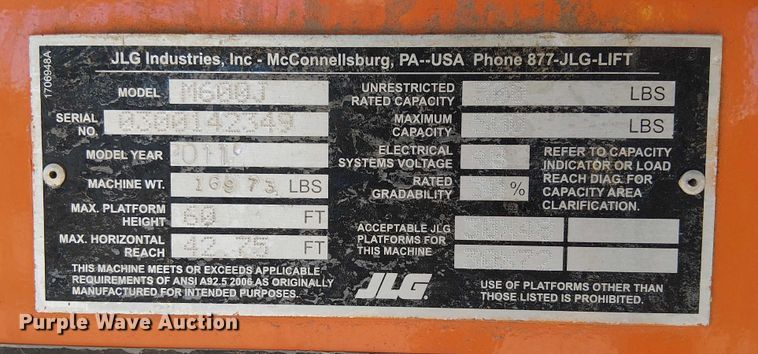 1706948A
JLG Industries, Inc - McConnellsburg, PA--USA Phone 877-JLG-LIFT
MODEL M600J
SERIAL NO. 0300142349
MODEL YEAR 2011
MACHINE WT. LBS
MAX. PLATFORM HEIGHT 60 FT
MAX. HORIZONTAL REACH 42.75 FT
THIS MACHINE MEETS OR EXCEEDS APPLICABLE
REQUIREMENTS OF ANSI A92.5 2006 AS ORIGINALLY
MANUFACTURED FOR INTENDED PURPOSES.
UNRESTRICTED RATED CAPACITY LBS
MAXIMUM CAPACITY LBS
ELECTRICAL SYSTEMS VOLTAGE
RATED GRADABILITY %
REFER TO CAPACITY
INDICATOR OR LOAD
REACH DIAG. FOR
CAPACITY AREA
CLARIFICATION.
ACCEPTABLE JLG
PLATFORMS FOR
THIS MACHINE
JLG
USE OF PLATFORMS OTHER THAN
THOSE LISTED IS PROHIBITED.
Purple Wave Auction